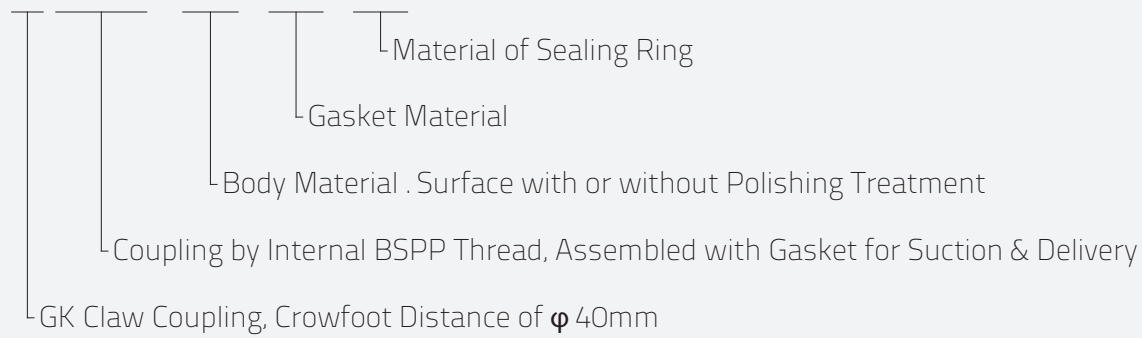 Material of Sealing Ring
Gasket Material
Body Material . Surface with or without Polishing Treatment
Coupling by Internal BSPP Thread, Assembled with Gasket for Suction & Delivery
GK Claw Coupling, Crowfoot Distance of φ 40mm